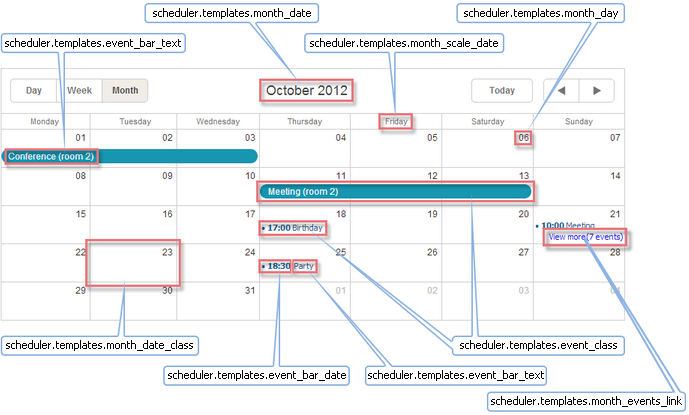 scheduler.templates.month_date
scheduler.templates.month_day
scheduler.templates.event_bar_text
scheduler.templates.month_scale_date
Day Week Month
October 2012
Today
Monday Tuesday Wednesday Thursday Friday Saturday Sunday
01 02 03 04 05 06 07
Conference (room 2)
08 09 10 11 12 13 14
Meeting (room 2)
15 16 17 18 19 20 21
• 17:00 Birthday
• 10:00 Meeting
View more(7 events)
22 23 24 25 26 27 28
• 18:30 Party
29 30 31 01 02 03 04
scheduler.templates.month_date_class
scheduler.templates.event_class
scheduler.templates.event_bar_date
scheduler.templates.event_bar_text
scheduler.templates.month_events_link